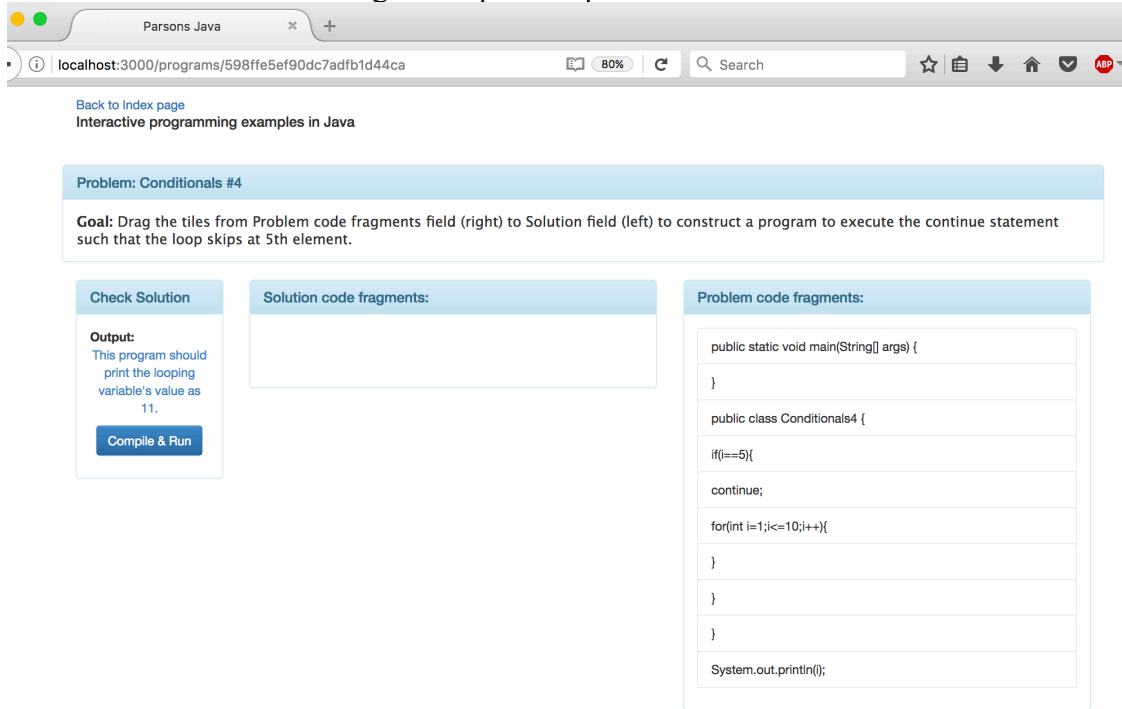 Parsons Java
localhost:3000/programs/598ffe5ef90dc7adfb1d44ca
80%
Search
ABP
Back to Index page
Interactive programming examples in Java
Problem: Conditionals #4
Goal: Drag the tiles from Problem code fragments field (right) to Solution field (left) to construct a program to execute the continue statement
such that the loop skips at 5th element.
Check Solution
Output:
This program should
print the looping
variable's value as
11.
Compile & Run
Solution code fragments:
Problem code fragments:
public static void main(String[] args) {
}
public class Conditionals4 {
if(i==5){
continue;
for(int i=1;i<=10;i++){
}
}
}
System.out.println(i);